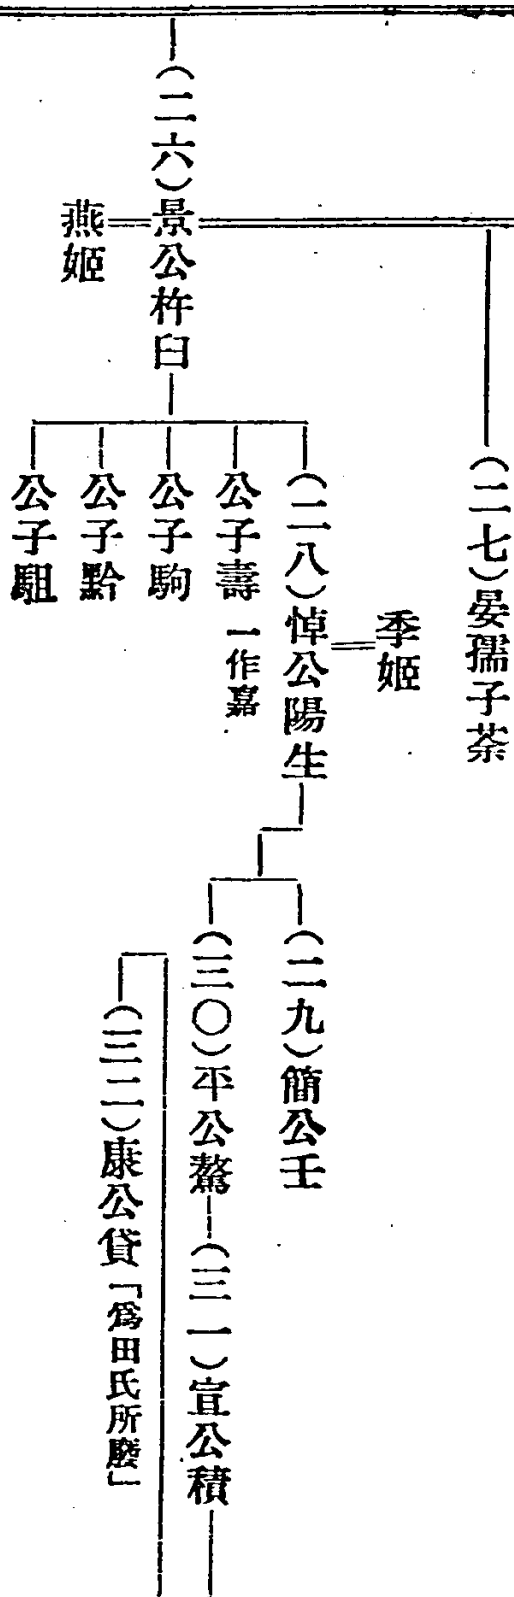 （二七）晏孺子荼
季姬
（二八）悼公陽生
（二九）簡公壬
公子壽 一作嘉
（三〇）平公驁
（三一）宣公積
（二六）景公杵臼
公子駒
（三二）康公貸「爲田氏所廢」
公子黔
燕姬
公子駔